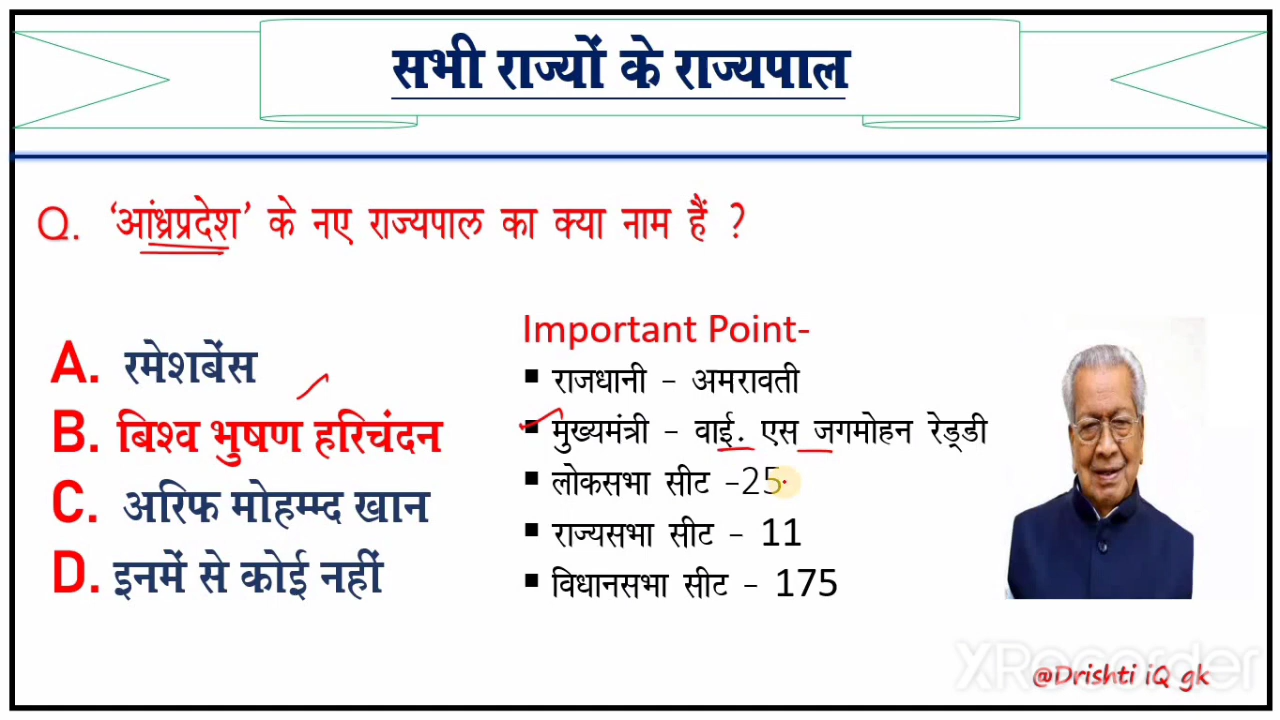 सभी राज्यों के राज्यपाल
Q. ‘आंध्रप्रदेश’ के नए राज्यपाल का क्या नाम हैं ?
A. रमेशबेंस
B. बिश्व भुषण हरिचंदन
C. अरिफ मोहम्म्द खान
D. इनमें से कोई नहीं
Important Point-
▪ राजधानी - अमरावती
▪ मुख्यमंत्री - वाई. एस जगमोहन रेड्डी
▪ लोकसभा सीट -25
▪ राज्यसभा सीट - 11
▪ विधानसभा सीट - 175
XRecorder
@Drishti iQ gk